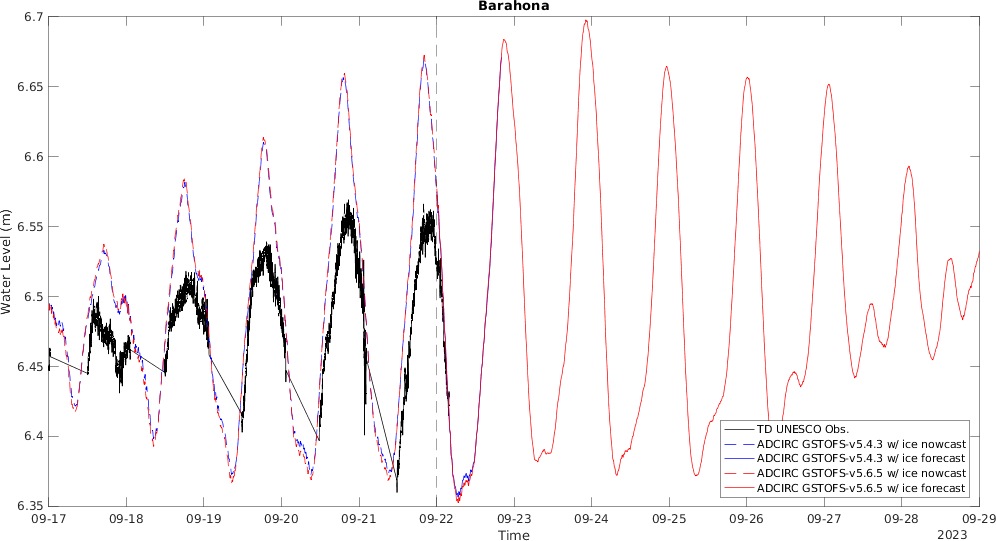 Barahona
Water Level (m)
6.7
6.65
6.6
6.55
6.5
6.45
6.4
6.35
TD UNESCO Obs.
ADCIRC GSTOFS-v5.4.3 w/ ice nowcast
ADCIRC GSTOFS-v5.4.3 w/ ice forecast
ADCIRC GSTOFS-v5.6.5 w/ ice nowcast
ADCIRC GSTOFS-v5.6.5 w/ ice forecast
09-17 09-18 09-19 09-20 09-21 09-22 09-23 09-24 09-25 09-26 09-27 09-28 09-29
Time
2023